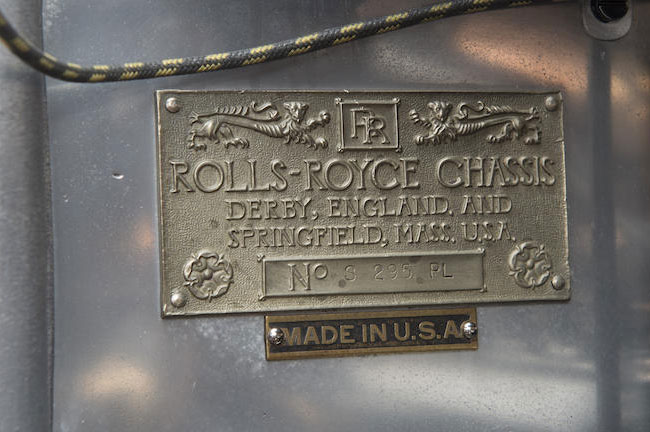 RR
ROLLS-ROYCE CHASSIS
DERBY, ENGLAND, AND
SPRINGFIELD, MASS. U.S.A.
No S 295 PL
MADE IN U.S.A.